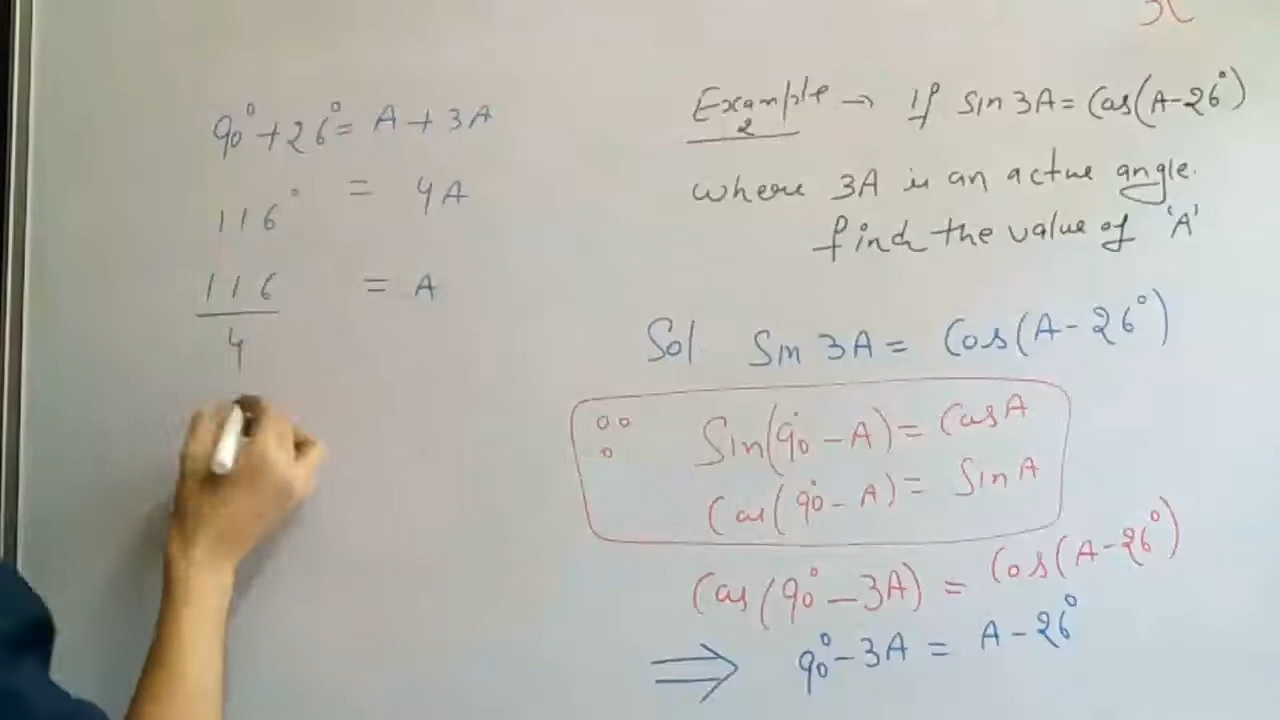 90° + 26° = A + 3A
116° = 4A
116 = A
4
Example → If sin 3A = Cos(A-26°)
2
where 3A is an actue angle.
find the value of 'A'
Sol. Sin 3A = Cos(A-26°)
Sin(90°-A) = Cos A
Cos(90°-A) = Sin A
Cos(90°-3A) = Cos(A-26°)
⇒ 90°-3A = A-26°